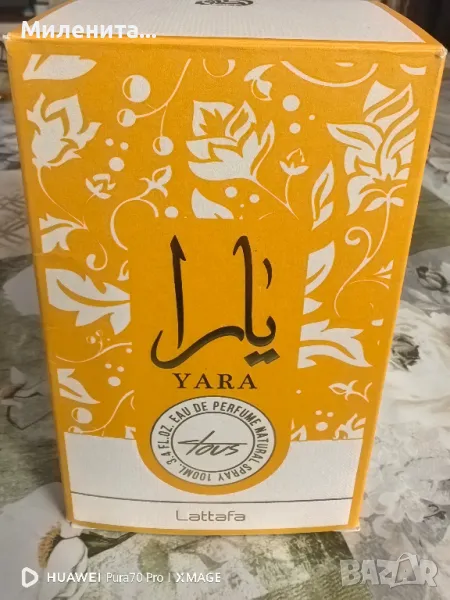 Миленита...
يارا
YARA
3.4 FL.OZ. EAU DE PERFUME NATURAL SPRAY 100ML.
tous
Lattafa
HUAWEI Pura70 Pro | XMAGE
BAZAR